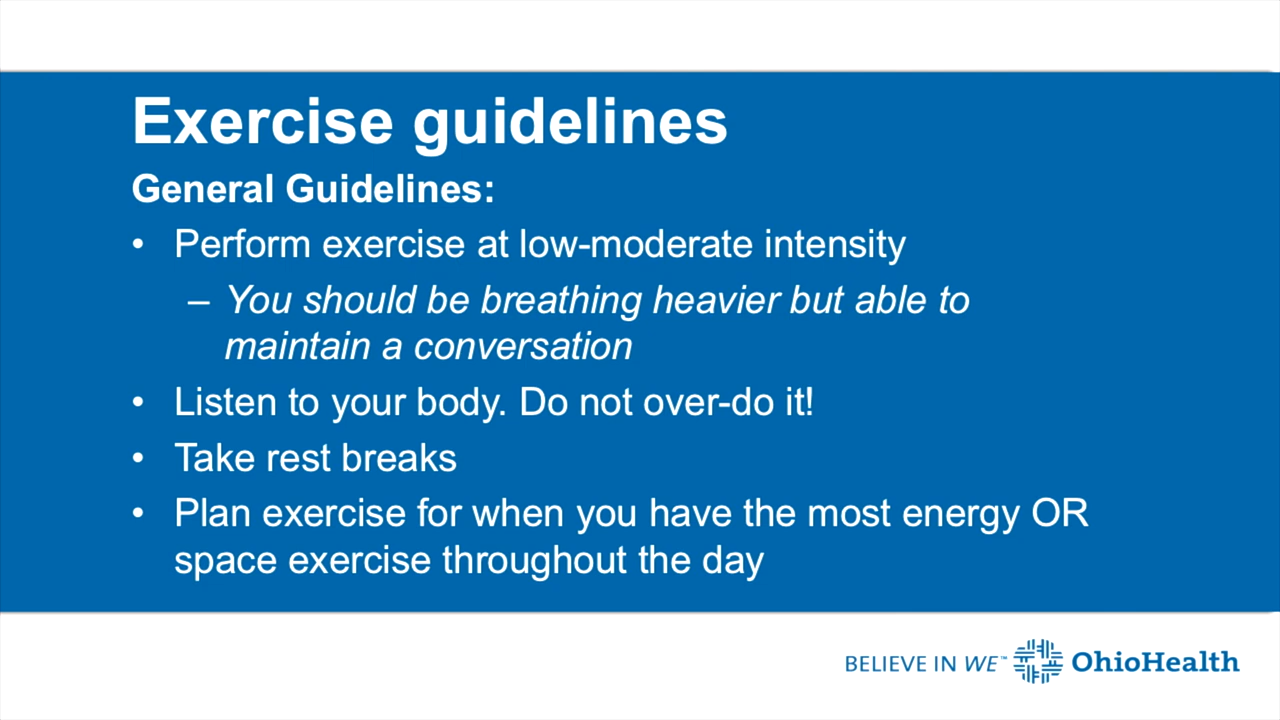 Exercise guidelines
General Guidelines:
• Perform exercise at low-moderate intensity
– You should be breathing heavier but able to
maintain a conversation
• Listen to your body. Do not over-do it!
• Take rest breaks
• Plan exercise for when you have the most energy OR
space exercise throughout the day
BELIEVE IN WE™ OhioHealth